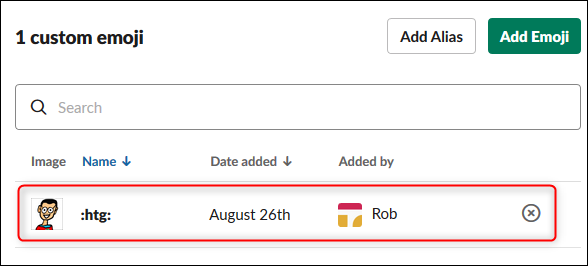 1 custom emoji
Add Alias
Add Emoji
Search
Image Name ↓ Date added ↓ Added by
:htg: August 26th Rob